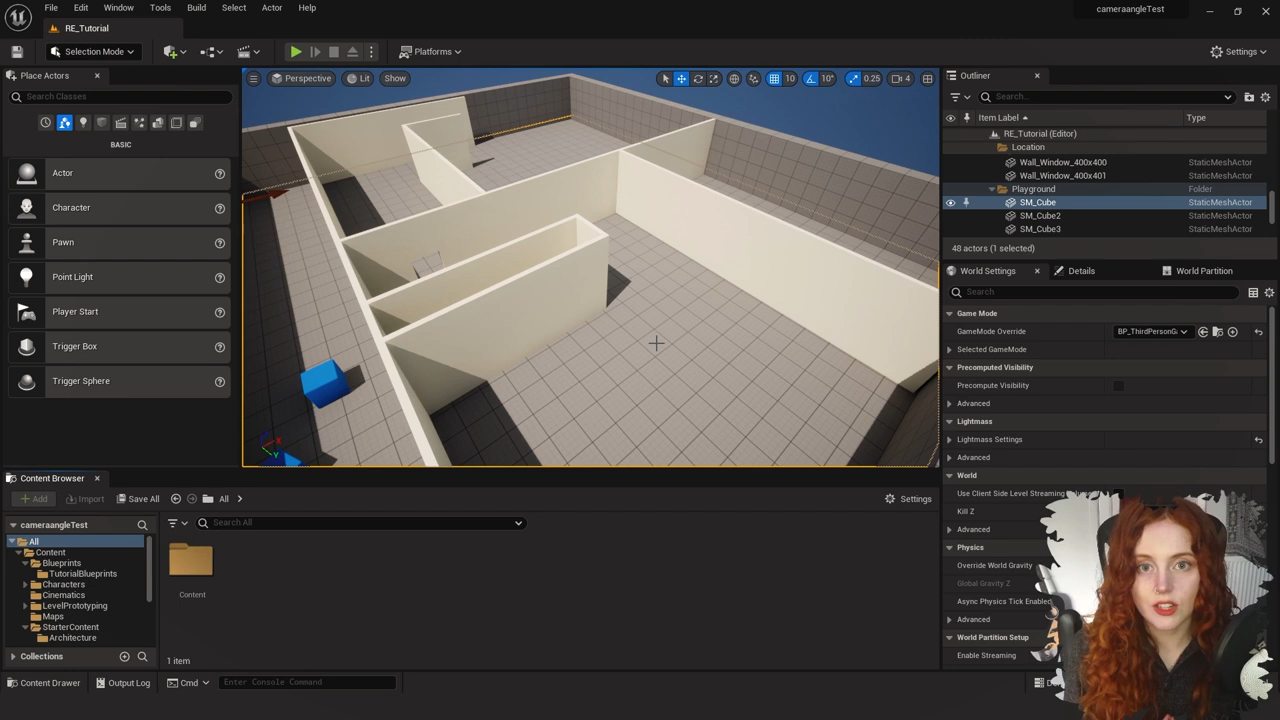 File Edit Window Tools Build Select Actor Help
cameraangleTest
RE_Tutorial
Selection Mode
Platforms
Settings
Place Actors
Search Classes
BASIC
Actor
Character
Pawn
Point Light
Player Start
Trigger Box
Trigger Sphere
Perspective Lit Show
10 10° 0.25 4
X
Y
Outliner
Search...
Item Label Type
RE_Tutorial (Editor)
Location
Wall_Window_400x400 StaticMeshActor
Wall_Window_400x401 StaticMeshActor
Playground Folder
SM_Cube StaticMeshActor
SM_Cube2 StaticMeshActor
SM_Cube3 StaticMeshActor
48 actors (1 selected)
World Settings Details World Partition
Search
Game Mode
GameMode Override BP_ThirdPersonGa
Selected GameMode
Precomputed Visibility
Precompute Visibility
Advanced
Lightmass
Lightmass Settings
Advanced
World
Use Client Side Level Streaming
Kill Z
Advanced
Physics
Override World Gravity
Global Gravity Z
Async Physics Tick Enabled
Advanced
World Partition Setup
Enable Streaming
Content Browser
Add Import Save All All Settings
cameraangleTest
Search All
All
Content
Blueprints
TutorialBlueprints
Characters
Cinematics
LevelPrototyping
Maps
StarterContent
Architecture
Collections
Content
1 item
Content Drawer Output Log Cmd Enter Console Command